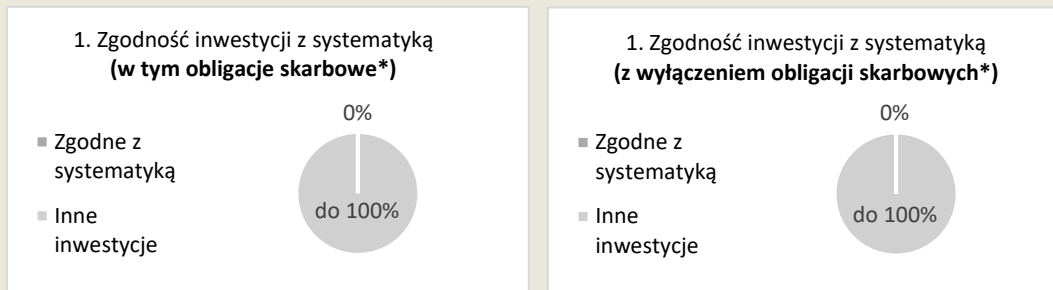 1. Zgodność inwestycji z systematyką
(w tym obligacje skarbowe*)
0%
Zgodne z
systematyką
do 100%
Inne
inwestycje
1. Zgodność inwestycji z systematyką
(z wyłączeniem obligacji skarbowych*)
0%
Zgodne z
systematyką
do 100%
Inne
inwestycje